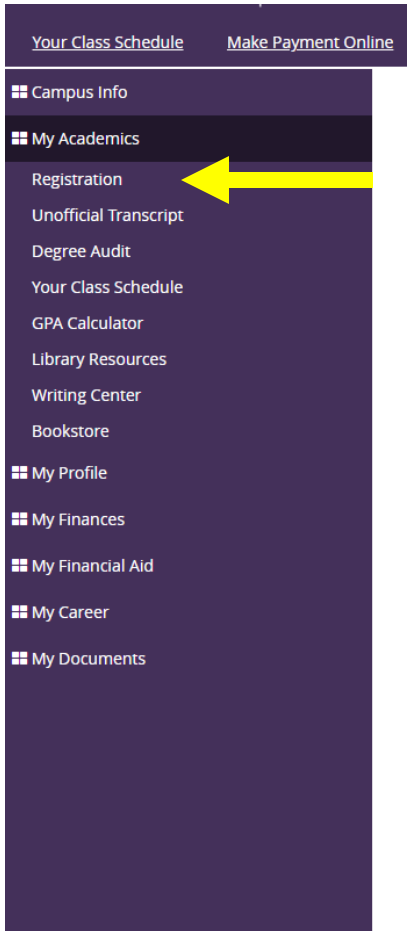 Your Class Schedule Make Payment Online
Campus Info
My Academics
Registration
Unofficial Transcript
Degree Audit
Your Class Schedule
GPA Calculator
Library Resources
Writing Center
Bookstore
My Profile
My Finances
My Financial Aid
My Career
My Documents